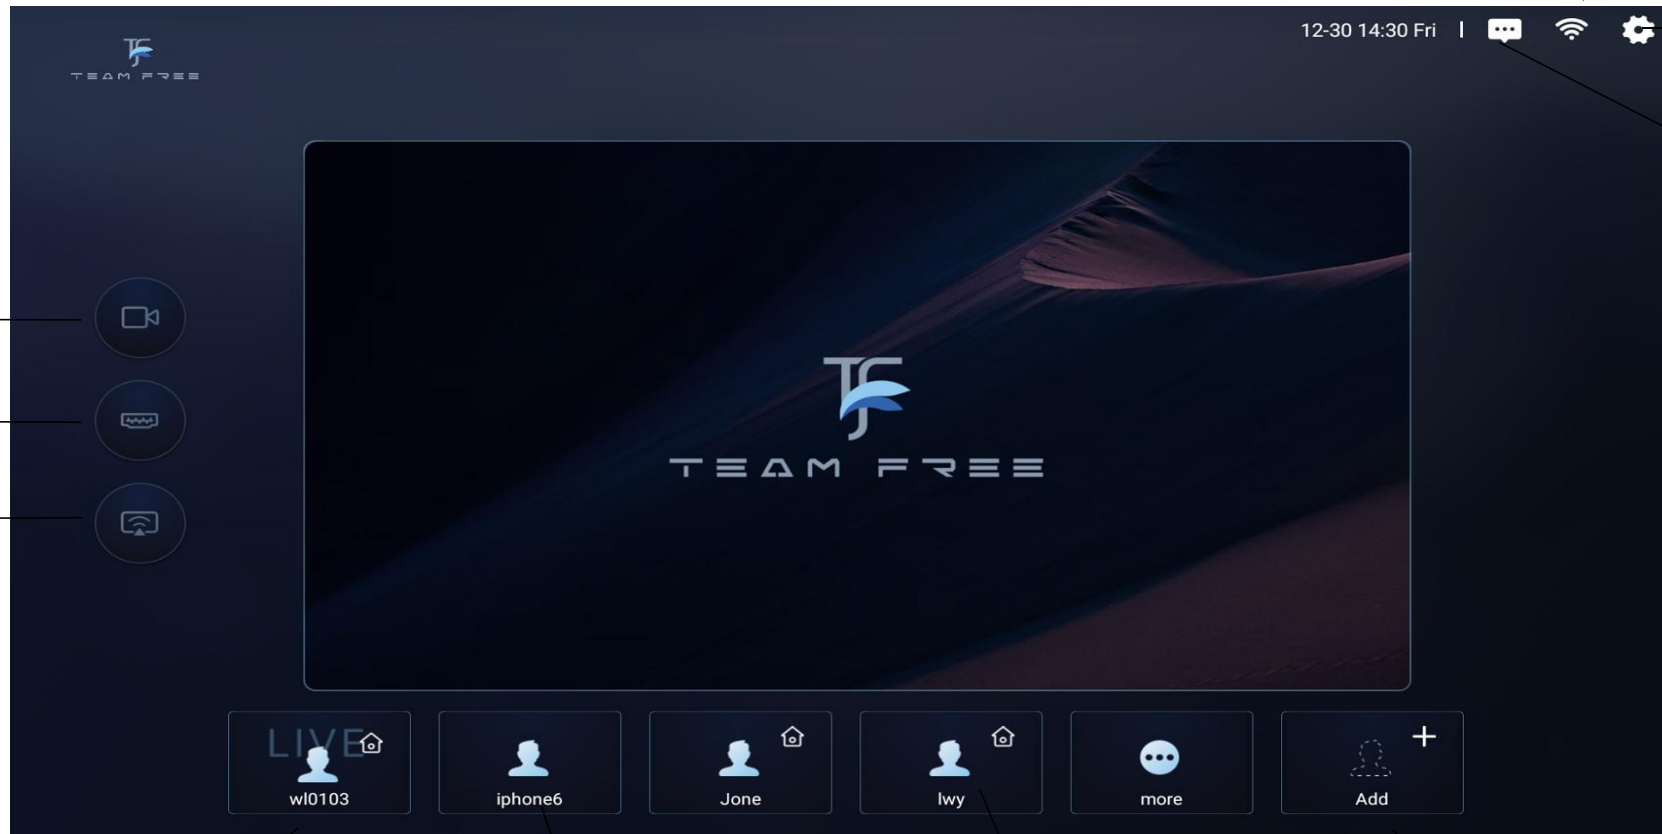 12-30 14:30 Fri
TEAM FREE
TEAM FREE
LIVE
wl0103
iphone6
Jone
lwy
more
Add